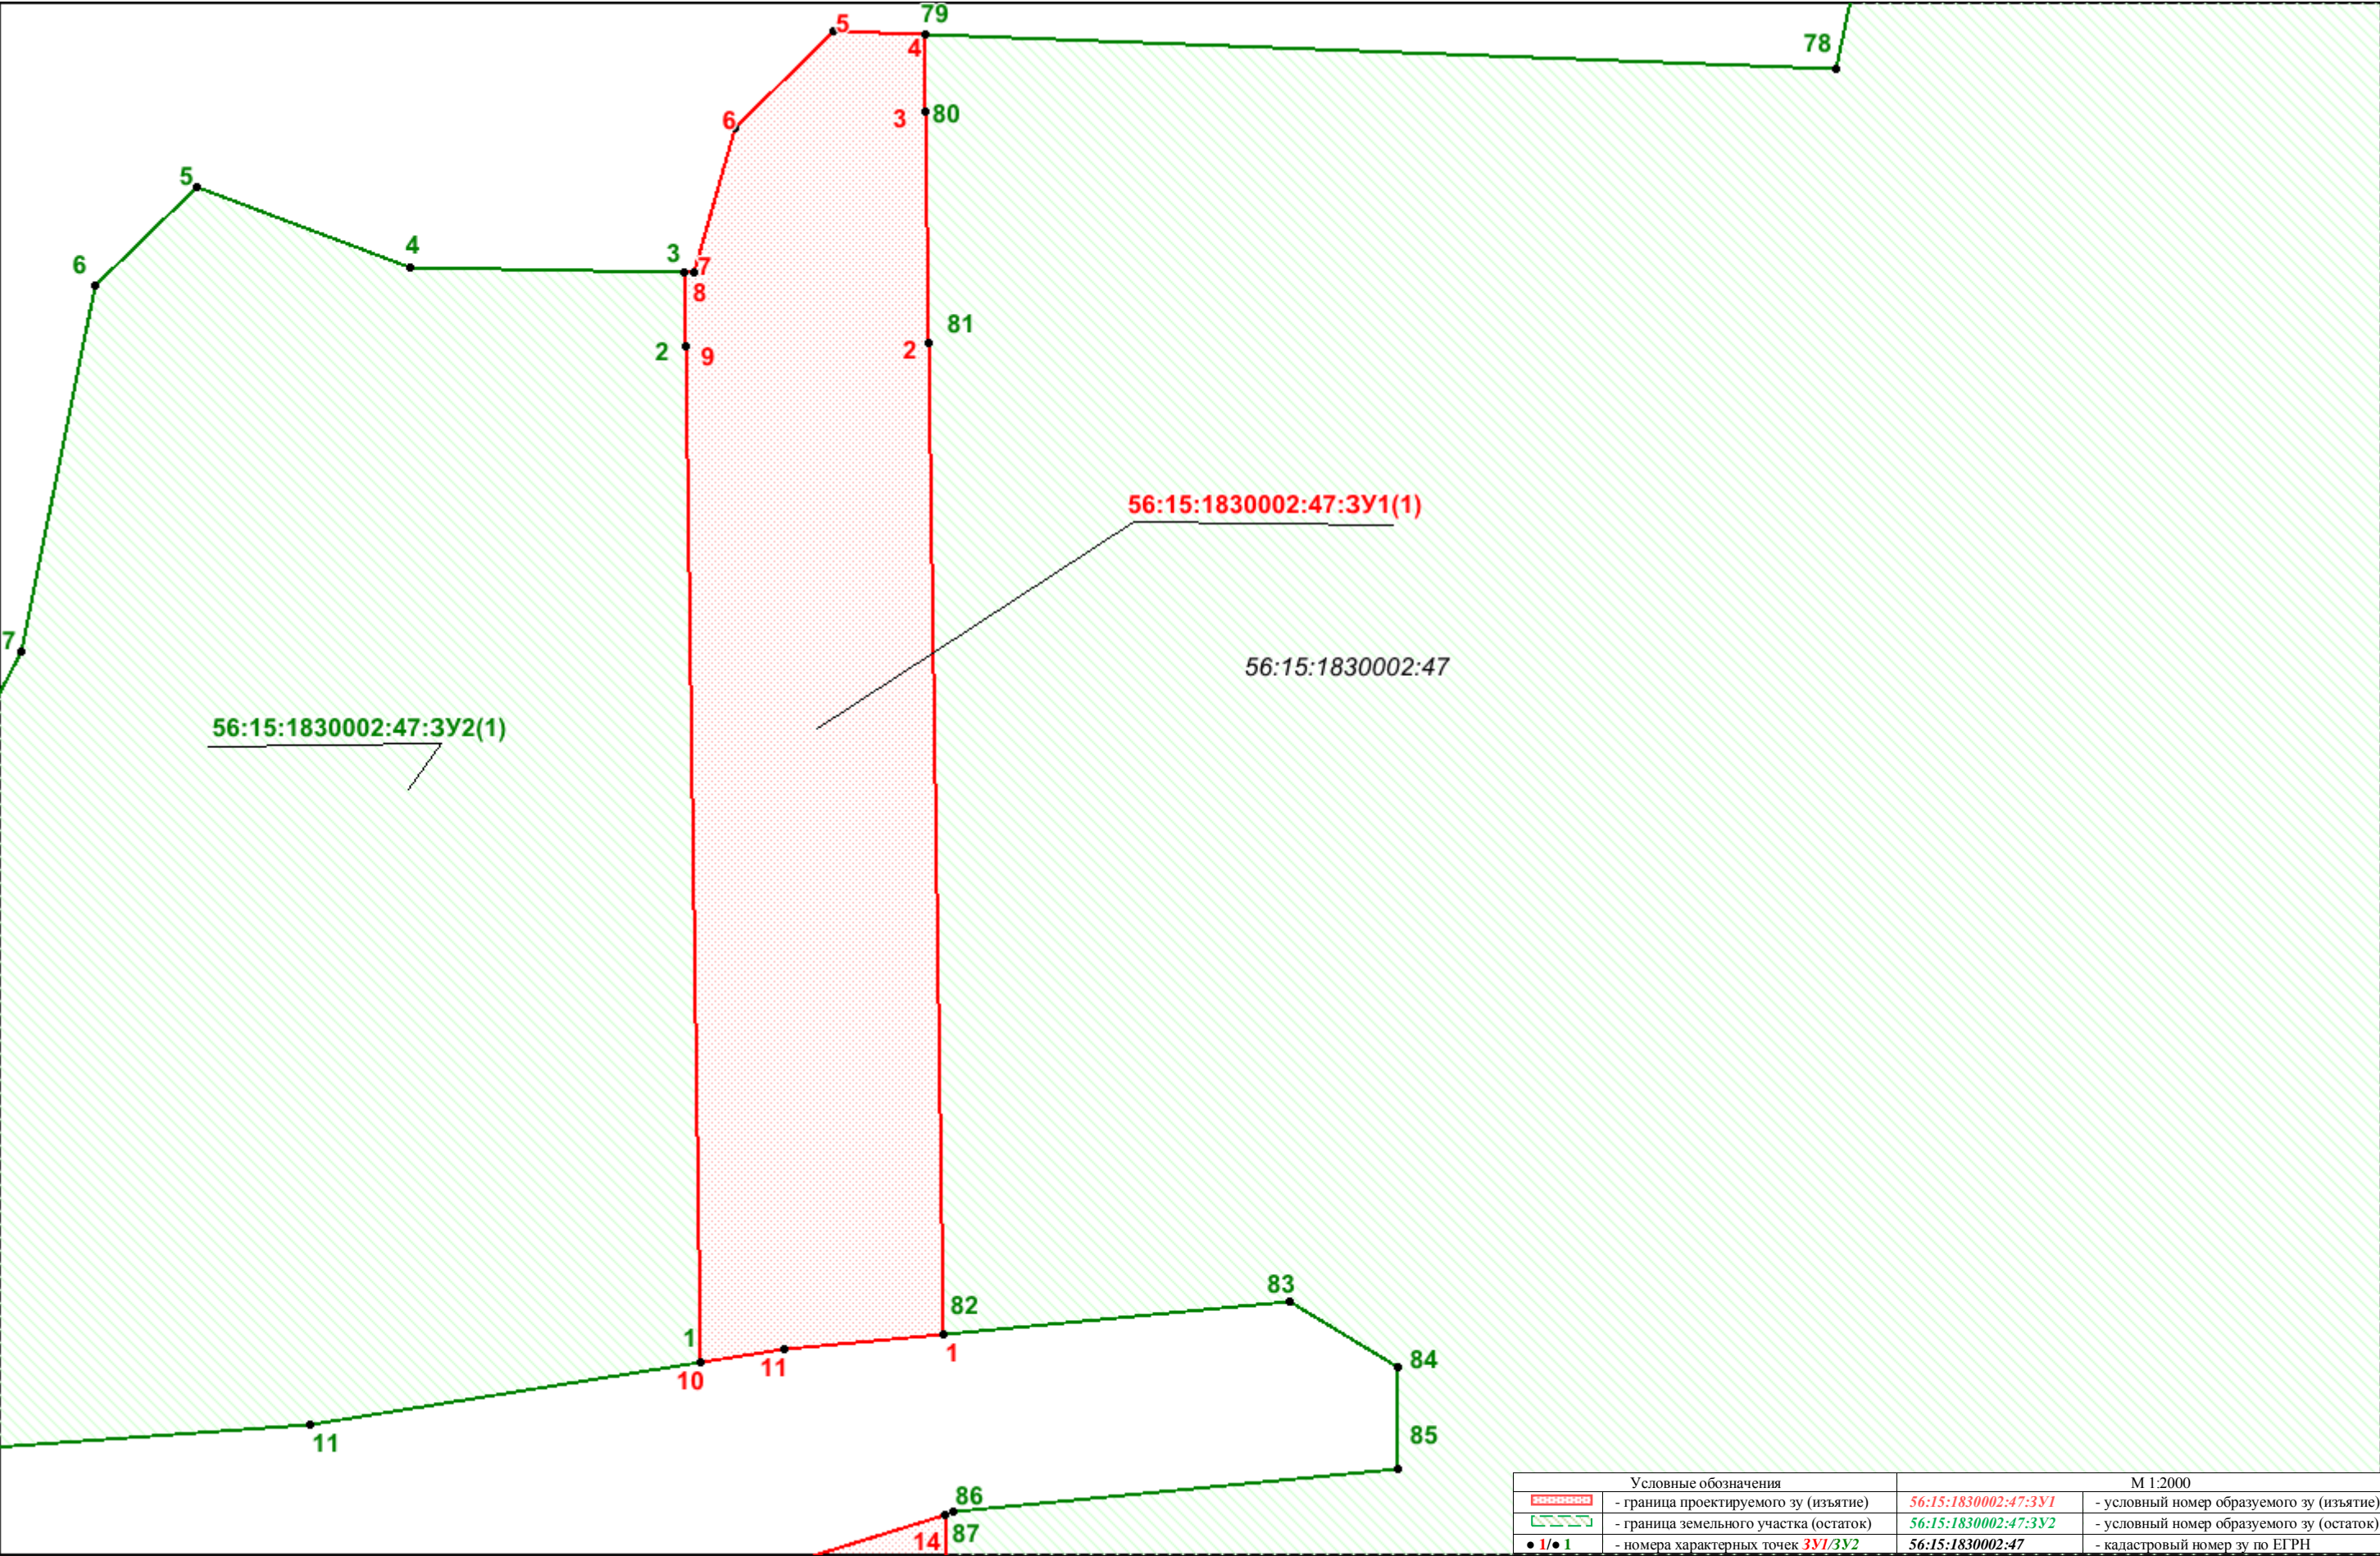 79
5
4
78
6
3
80
5
4
3
7
6
8
81
2
9
2
56:15:1830002:47:ЗУ1(1)
7
56:15:1830002:47
56:15:1830002:47:ЗУ2(1)
83
82
1
1
84
11
10
11
85
86
14
87
Условные обозначения
М 1:2000
- граница проектируемого зу (изъятие)
56:15:1830002:47:ЗУ1
- условный номер образуемого зу (изъятие)
- граница земельного участка (остаток)
56:15:1830002:47:ЗУ2
- условный номер образуемого зу (остаток)
● 1/● 1
- номера характерных точек ЗУ1/ЗУ2
56:15:1830002:47
- кадастровый номер зу по ЕГРН